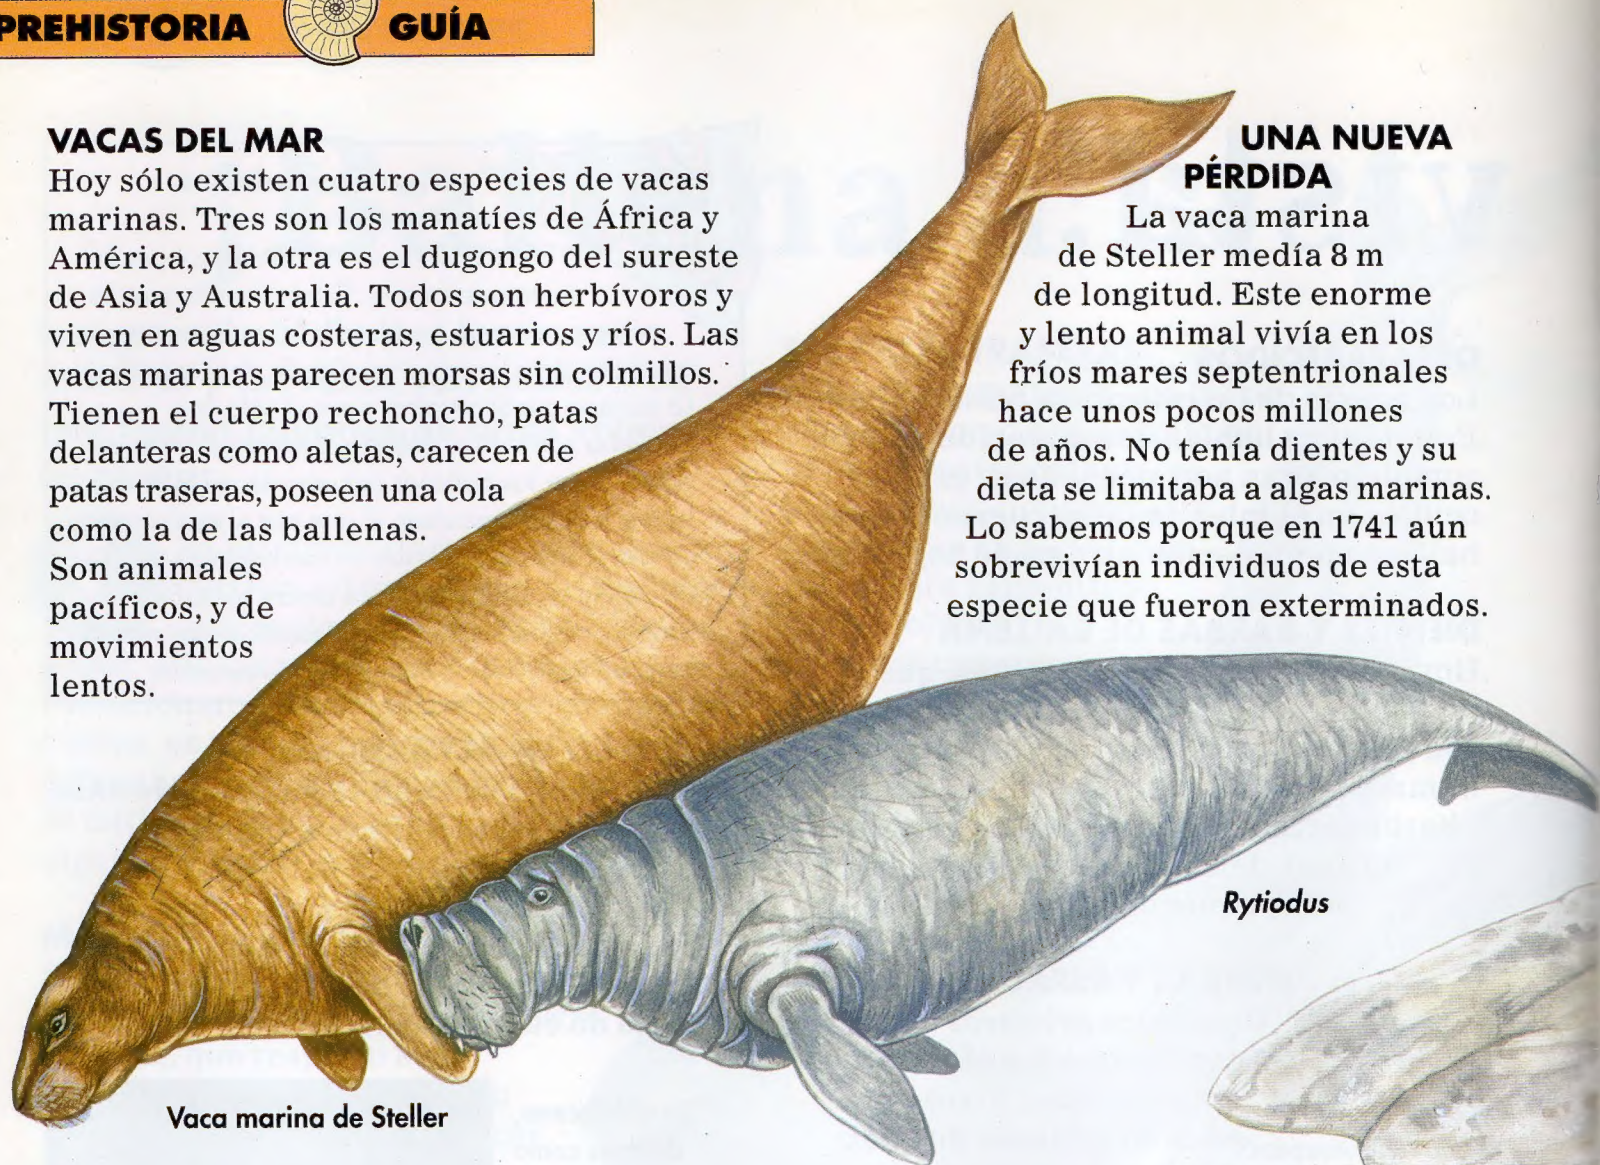 PREHISTORIA GUÍA
VACAS DEL MAR
Hoy sólo existen cuatro especies de vacas
marinas. Tres son los manatíes de África y
América, y la otra es el dugongo del sureste
de Asia y Australia. Todos son herbívoros y
viven en aguas costeras, estuarios y ríos. Las
vacas marinas parecen morsas sin colmillos.
Tienen el cuerpo rechoncho, patas
delanteras como aletas, carecen de
patas traseras, poseen una cola
como la de las ballenas.
Son animales
pacíficos, y de
movimientos
lentos.
UNA NUEVA
PÉRDIDA
La vaca marina
de Steller medía 8 m
de longitud. Este enorme
y lento animal vivía en los
fríos mares septentrionales
hace unos pocos millones
de años. No tenía dientes y su
dieta se limitaba a algas marinas.
Lo sabemos porque en 1741 aún
sobrevivían individuos de esta
especie que fueron exterminados.
Rytiodus
Vaca marina de Steller